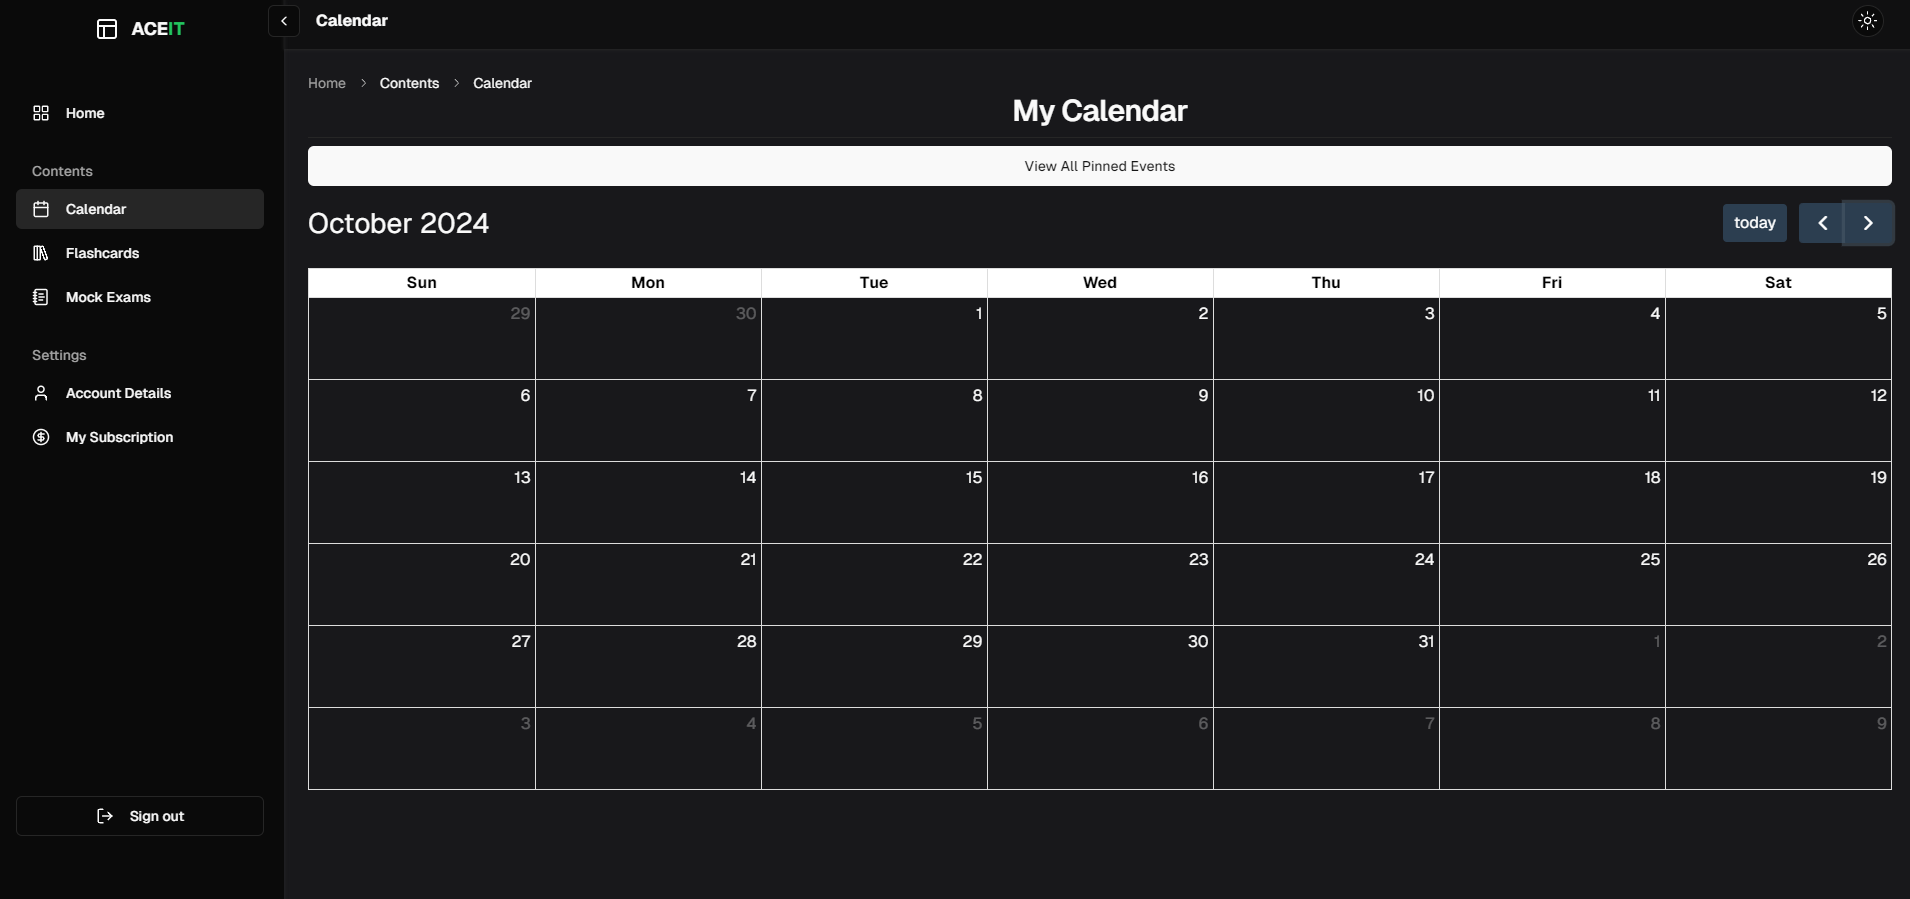 ACEIT
Home
Contents
Calendar
Flashcards
Mock Exams
Settings
Account Details
My Subscription
Sign out
Calendar
Home Contents Calendar
My Calendar
View All Pinned Events
October 2024
today
Sun Mon Tue Wed Thu Fri Sat
29 30 1 2 3 4 5
6 7 8 9 10 11 12
13 14 15 16 17 18 19
20 21 22 23 24 25 26
27 28 29 30 31 1 2
3 4 5 6 7 8 9